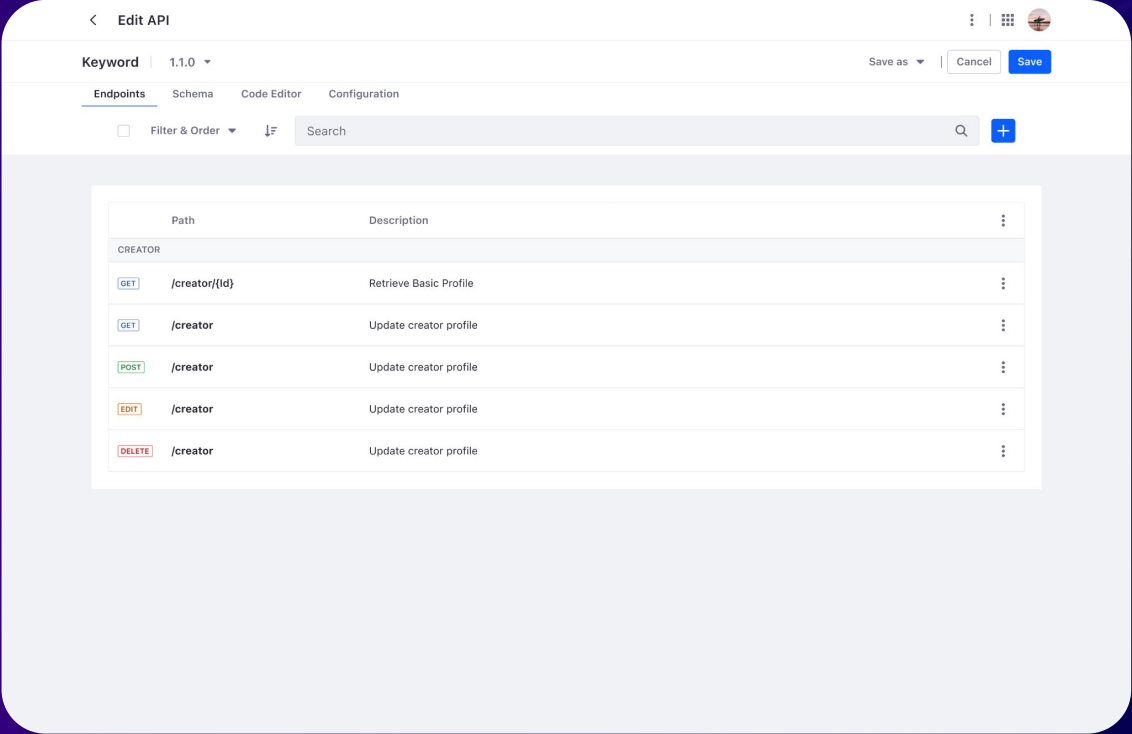 Edit API
Keyword 1.1.0 Save as Cancel Save
Endpoints Schema Code Editor Configuration
Filter & Order Search
Path Description
CREATOR
GET /creator/{Id} Retrieve Basic Profile
GET /creator Update creator profile
POST /creator Update creator profile
EDIT /creator Update creator profile
DELETE /creator Update creator profile